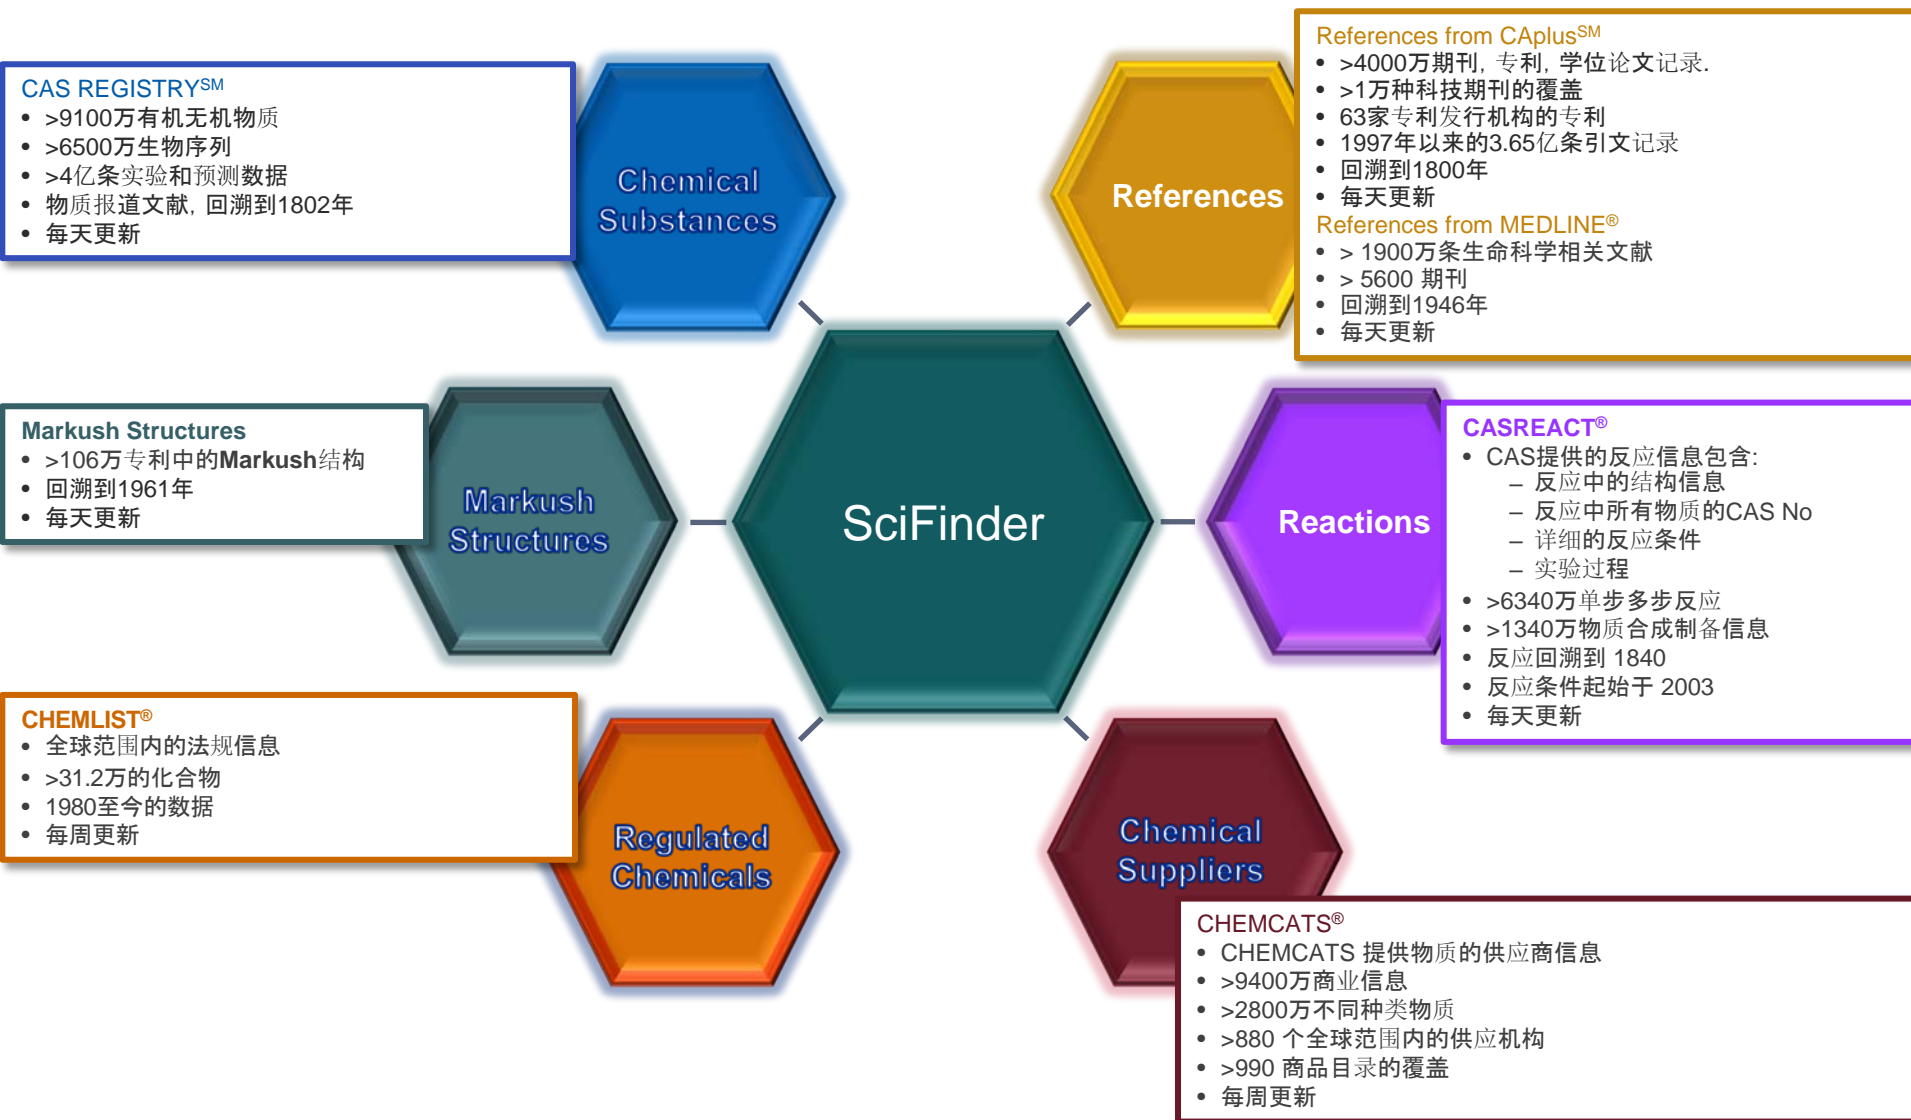 CAS REGISTRYSM
• >9100万有机无机物质
• >6500万生物序列
• >4亿条实验和预测数据
• 物质报道文献, 回溯到1802年
• 每天更新
Chemical
Substances
References
References from CAplusSM
• >4000万期刊, 专利, 学位论文记录.
• >1万种科技期刊的覆盖
• 63家专利发行机构的专利
• 1997年以来的3.65亿条引文记录
• 回溯到1800年
• 每天更新
References from MEDLINE®
• > 1900万条生命科学相关文献
• > 5600 期刊
• 回溯到1946年
• 每天更新
Markush Structures
• >106万专利中的Markush结构
• 回溯到1961年
• 每天更新
Markush
Structures
SciFinder
Reactions
CASREACT®
• CAS提供的反应信息包含:
– 反应中的结构信息
– 反应中所有物质的CAS No
– 详细的反应条件
– 实验过程
• >6340万单步多步反应
• >1340万物质合成制备信息
• 反应回溯到 1840
• 反应条件起始于 2003
• 每天更新
CHEMLIST®
• 全球范围内的法规信息
• >31.2万的化合物
• 1980至今的数据
• 每周更新
Regulated
Chemicals
Chemical
Suppliers
CHEMCATS®
• CHEMCATS 提供物质的供应商信息
• >9400万商业信息
• >2800万不同种类物质
• >880 个全球范围内的供应机构
• >990 商品目录的覆盖
• 每周更新